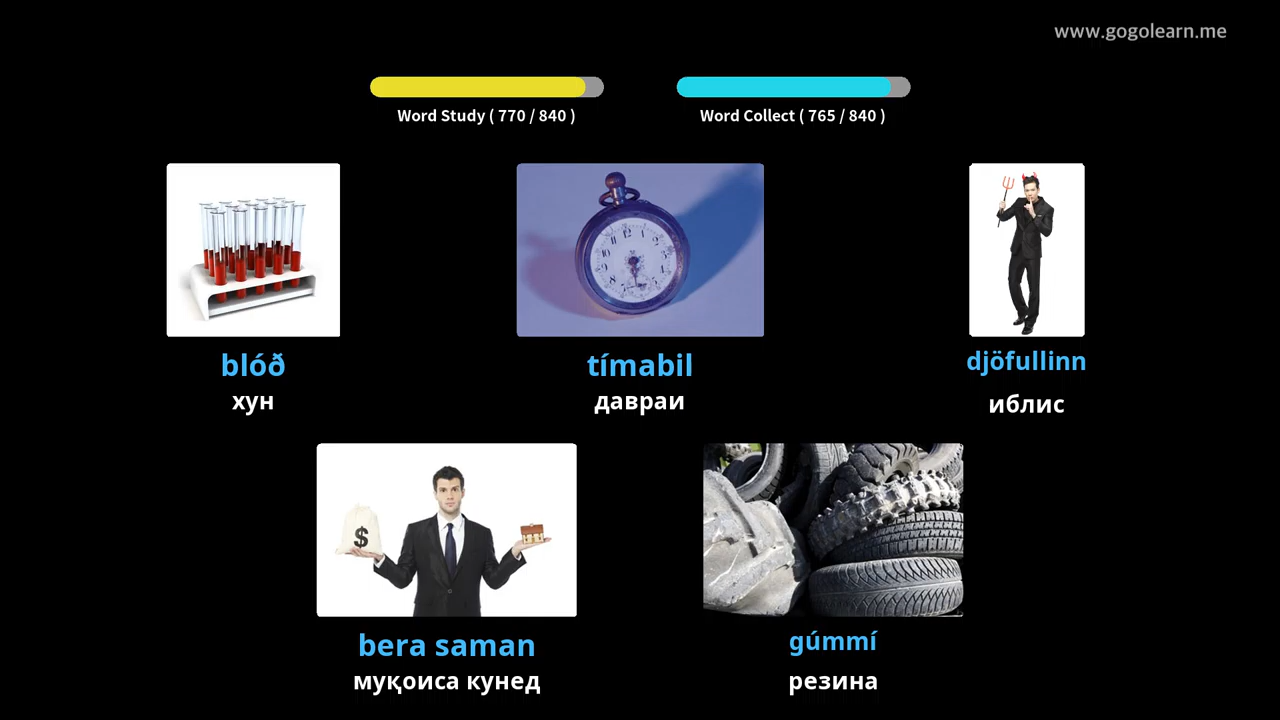 www.gogolearn.me
Word Study ( 770 / 840 )
Word Collect ( 765 / 840 )
blóð
хун
tímabil
давраи
djöfullinn
иблис
$
bera saman
муқоиса кунед
gúmmí
резина